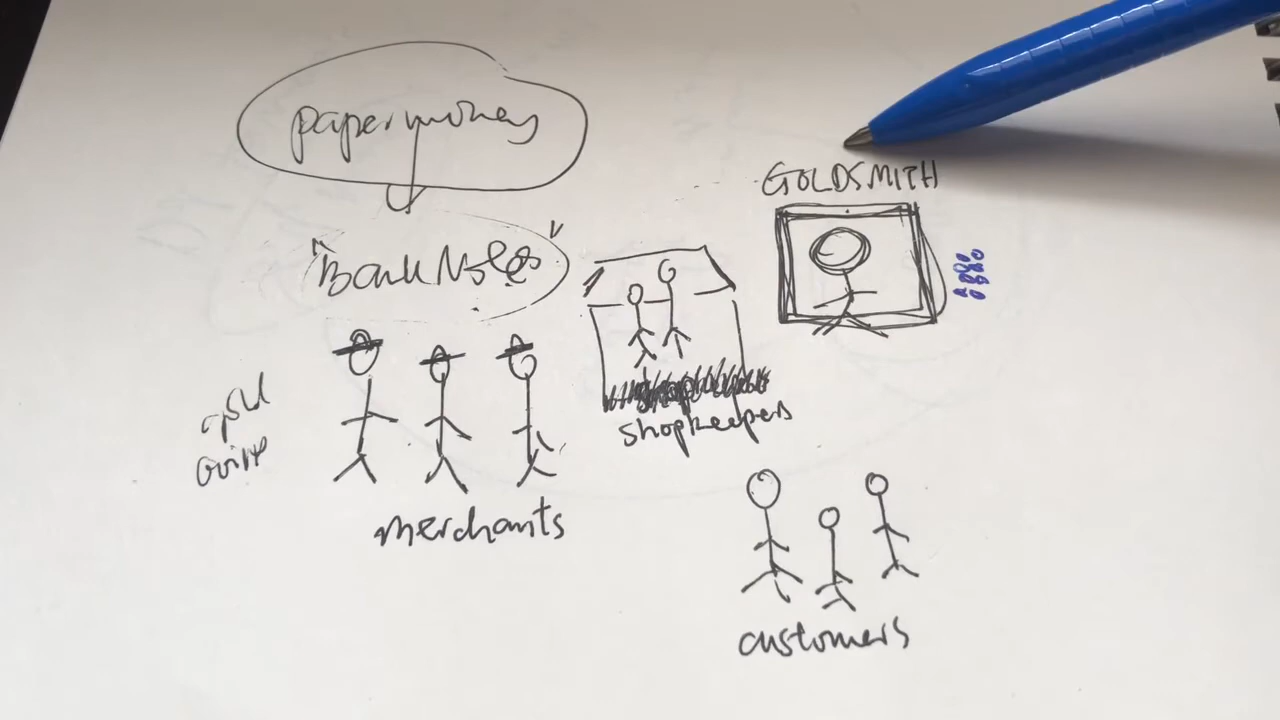 paper money
"Bank Notes"
GOLDSMITH
shopkeepers
merchants
customers